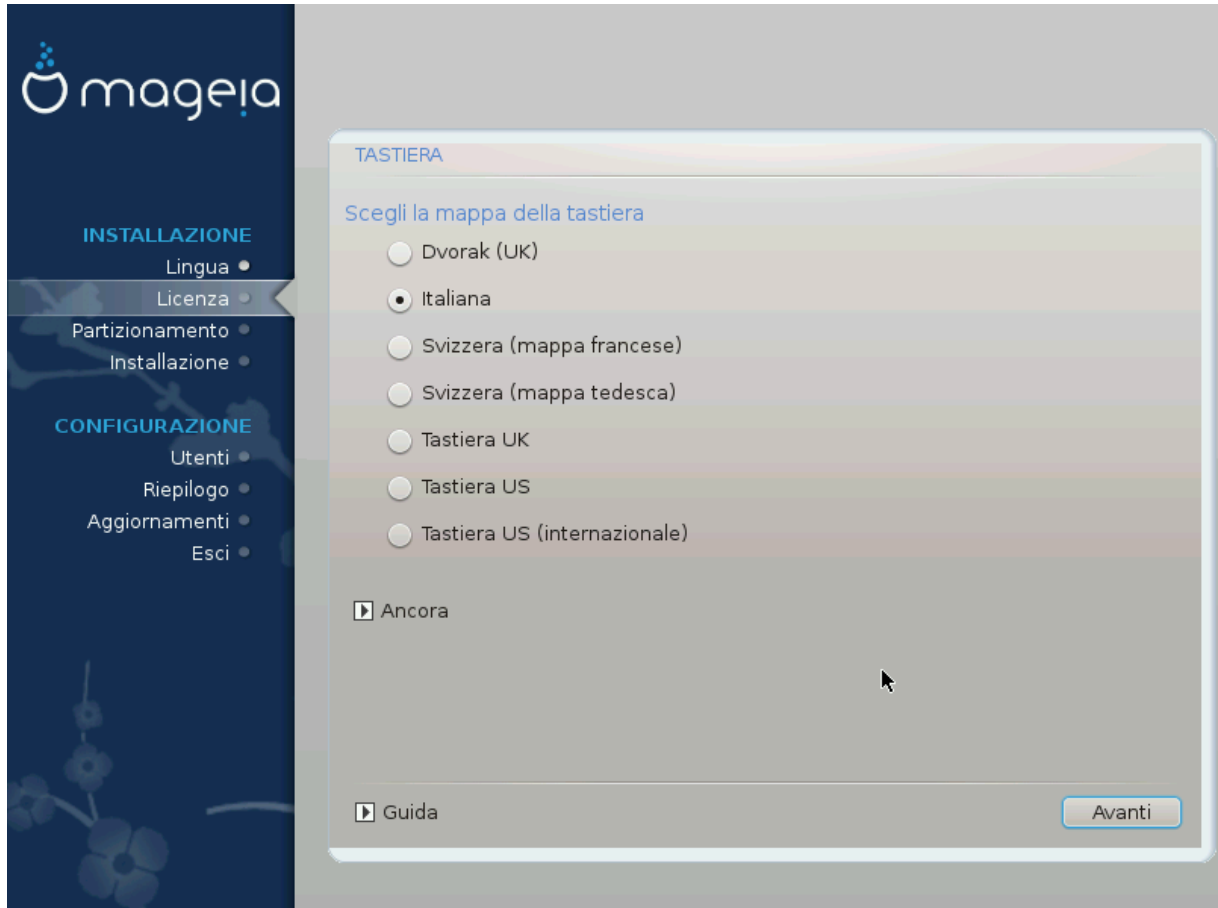 mageia
INSTALLAZIONE
Lingua
Licenza
Partizionamento
Installazione
CONFIGURAZIONE
Utenti
Riepilogo
Aggiornamenti
Esci
TASTIERA
Scegli la mappa della tastiera
Dvorak (UK)
Italiana
Svizzera (mappa francese)
Svizzera (mappa tedesca)
Tastiera UK
Tastiera US
Tastiera US (internazionale)
Ancora
Guida
Avanti